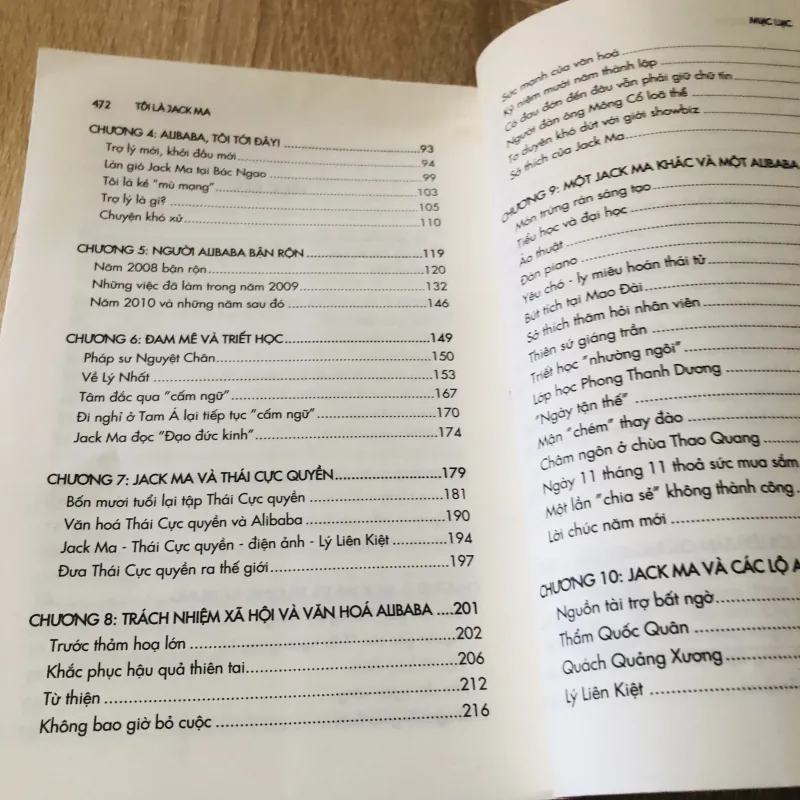 472 TÔI LÀ JACK MA
CHƯƠNG 4: ALIBABA, TÔI TỚI ĐÂY! ........ 93
Trợ lý mới, khởi đầu mới ........ 94
Làn gió Jack Ma tại Bác Ngao ........ 99
Tôi là kẻ "mù mạng" ........ 103
Trợ lý là gì? ........ 105
Chuyện khó xử ........ 110
CHƯƠNG 5: NGƯỜI ALIBABA BẬN RỘN ........ 119
Năm 2008 bận rộn ........ 120
Những việc đã làm trong năm 2009 ........ 132
Năm 2010 và những năm sau đó ........ 146
CHƯƠNG 6: ĐAM MÊ VÀ TRIẾT HỌC ........ 149
Pháp sư Nguyệt Chân ........ 150
Về Lý Nhất ........ 153
Tâm đắc qua "cấm ngữ" ........ 167
Đi nghỉ ở Tam Á lại tiếp tục "cấm ngữ" ........ 170
Jack Ma đọc "Đạo đức kinh" ........ 174
CHƯƠNG 7: JACK MA VÀ THÁI CỰC QUYỀN ........ 179
Bốn mươi tuổi lại tập Thái Cực quyền ........ 181
Văn hoá Thái Cực quyền và Alibaba ........ 190
Jack Ma - Thái Cực quyền - điện ảnh - Lý Liên Kiệt ........ 194
Đưa Thái Cực quyền ra thế giới ........ 197
CHƯƠNG 8: TRÁCH NHIỆM XÃ HỘI VÀ VĂN HOÁ ALIBABA .... 201
Trước thảm hoạ lớn ........ 202
Khắc phục hậu quả thiên tai ........ 206
Từ thiện ........ 212
Không bao giờ bỏ cuộc ........ 216
MỤC LỤC
Sức mạnh của văn hoá ........
Kỷ niệm mười năm thành lập ........
Có đau đớn đến đâu vẫn phải giữ chữ tín
Người đàn ông Mông Cổ loã thể ........
Tơ duyên khó dứt với giới showbiz
Sở thích của Jack Ma ........
CHƯƠNG 9: MỘT JACK MA KHÁC VÀ MỘT ALIBABA
Món trứng rán sáng tạo ........
Tiểu học và đại học ........
Ảo thuật ........
Đàn piano ........
Yêu chó - ly miêu hoán thái tử ........
Bút tích tại Mao Đài ........
Sở thích thăm hỏi nhân viên ........
Thiên sứ giáng trần ........
Triết học "nhường ngôi" ........
Lớp học Phong Thanh Dương ........
"Ngày tận thế" ........
Mận "chém" thay đào ........
Châm ngôn ở chùa Thao Quang ........
Ngày 11 tháng 11 thoả sức mua sắm
Một lần "chia sẻ" không thành công
Lời chúc năm mới ........
CHƯƠNG 10: JACK MA VÀ CÁC LỘ
Nguồn tài trợ bất ngờ ........
Thẩm Quốc Quân ........
Quách Quảng Xương ........
Lý Liên Kiệt ........